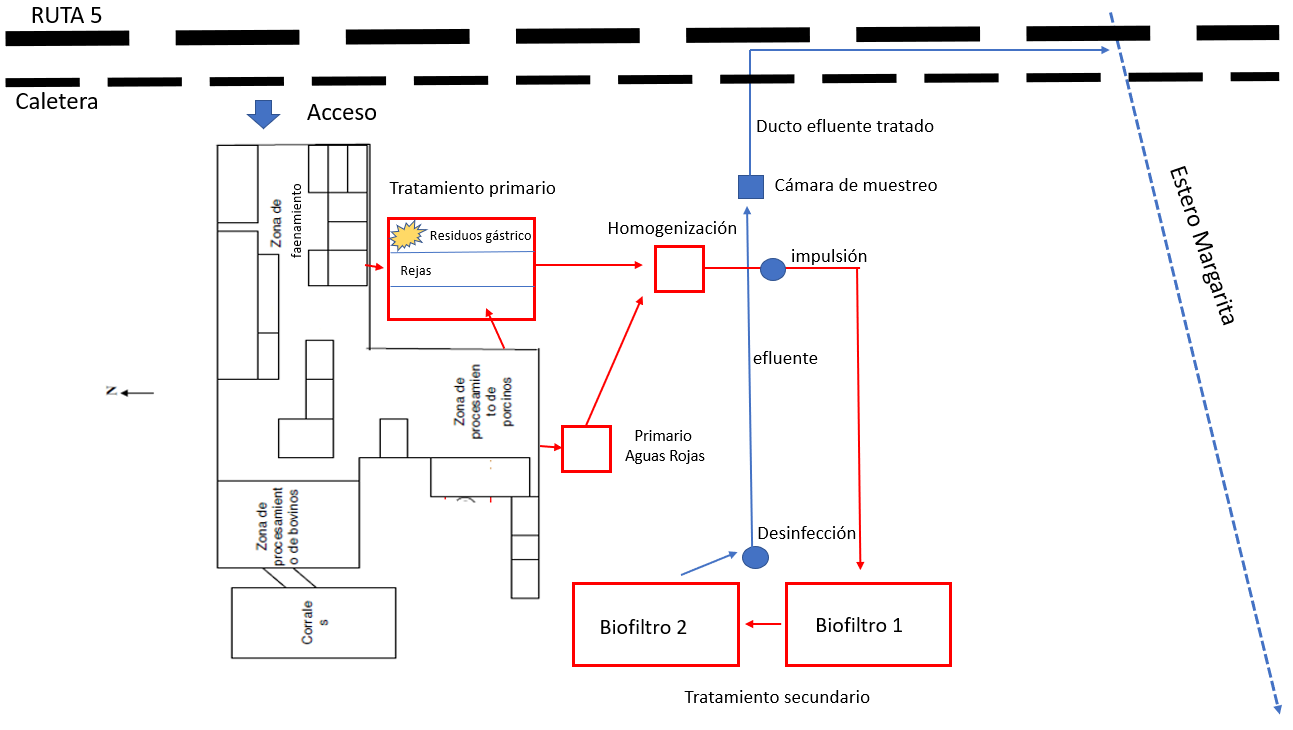 RUTA 5
Caletera
Acceso
Ducto efluente tratado
Cámara de muestreo
Tratamiento primario
Residuos gástrico
Rejas
Zona de
faenamiento
Homogenización
impulsión
Estero Margarita
efluente
N
Zona de
procesamien
to de
porcinos
Primario
Aguas Rojas
Zona de
procesamient
o de bovinos
Desinfección
Corrale
s
Biofiltro 2
Biofiltro 1
Tratamiento secundario